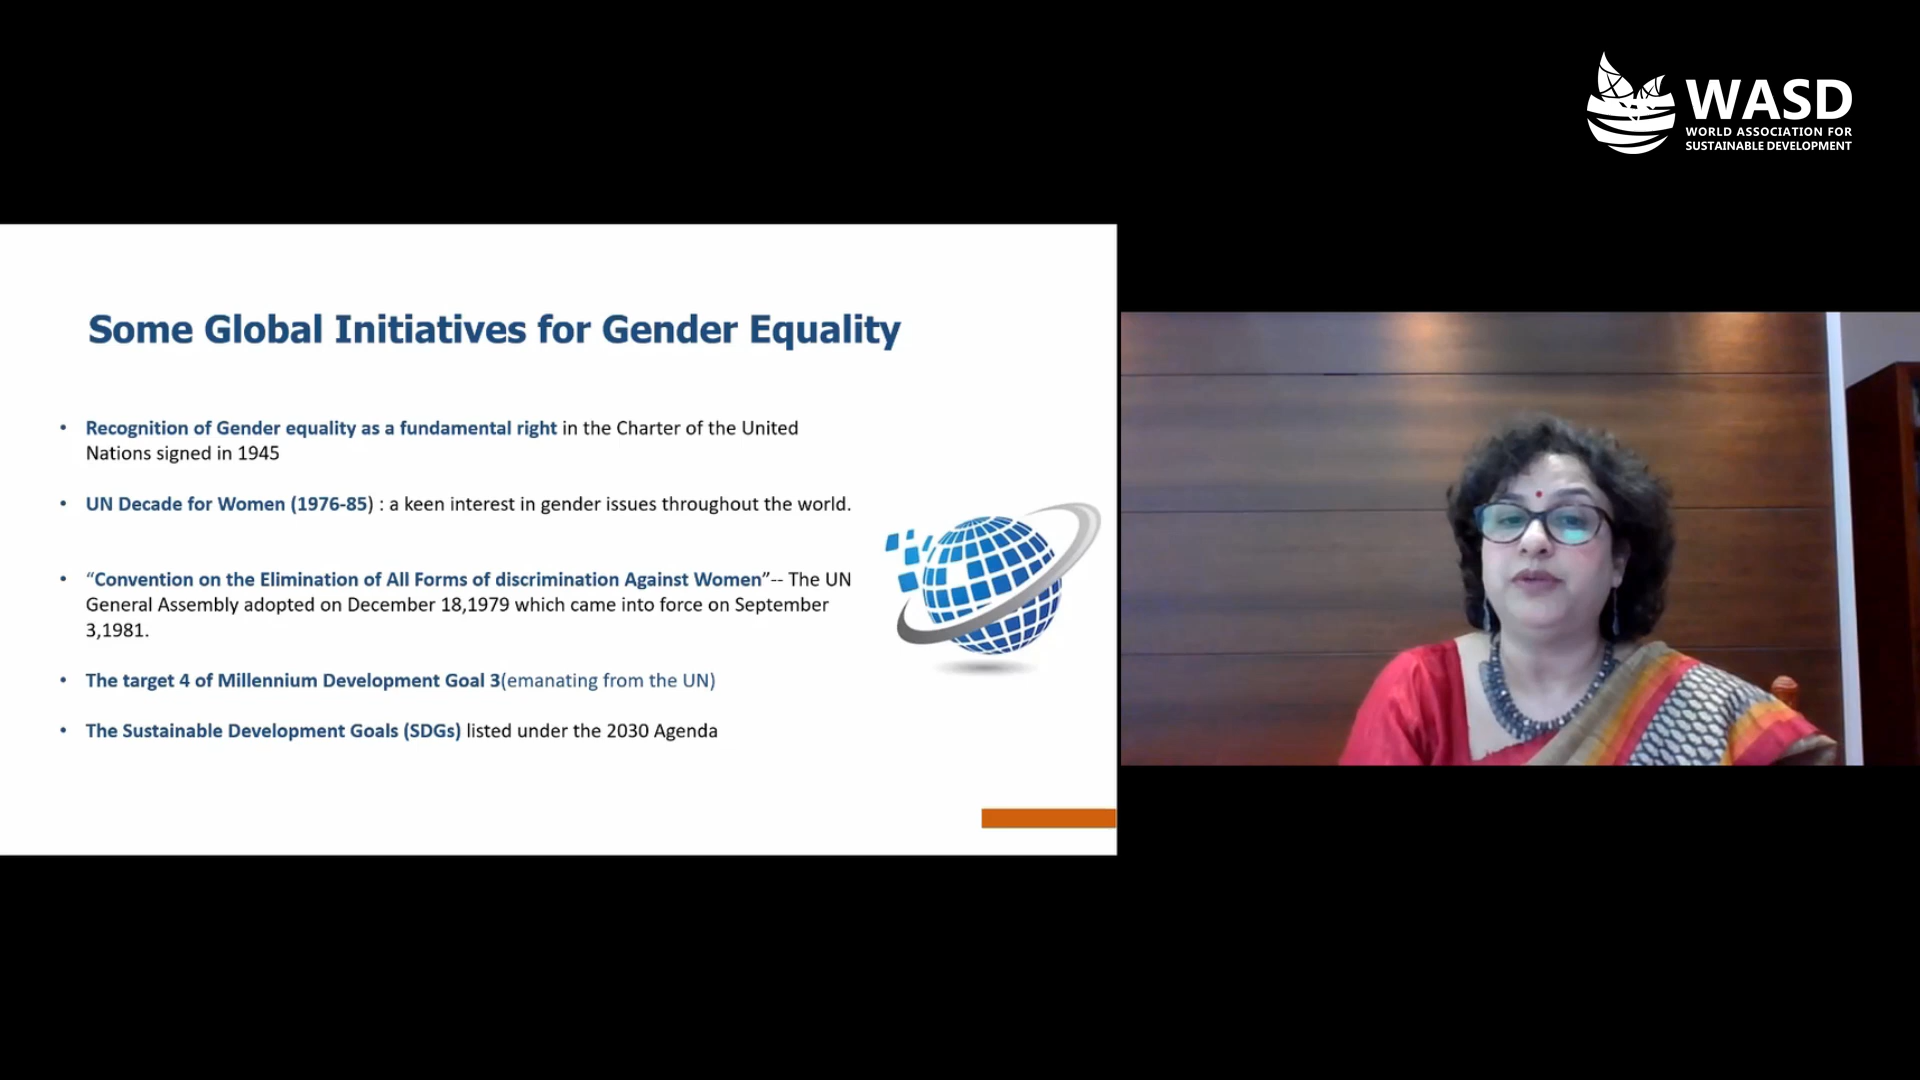 WASD
WORLD ASSOCIATION FOR
SUSTAINABLE DEVELOPMENT
Some Global Initiatives for Gender Equality
• Recognition of Gender equality as a fundamental right in the Charter of the United
Nations signed in 1945
• UN Decade for Women (1976-85) : a keen interest in gender issues throughout the world.
• “Convention on the Elimination of All Forms of discrimination Against Women”-- The UN
General Assembly adopted on December 18,1979 which came into force on September
3,1981.
• The target 4 of Millennium Development Goal 3(emanating from the UN)
• The Sustainable Development Goals (SDGs) listed under the 2030 Agenda